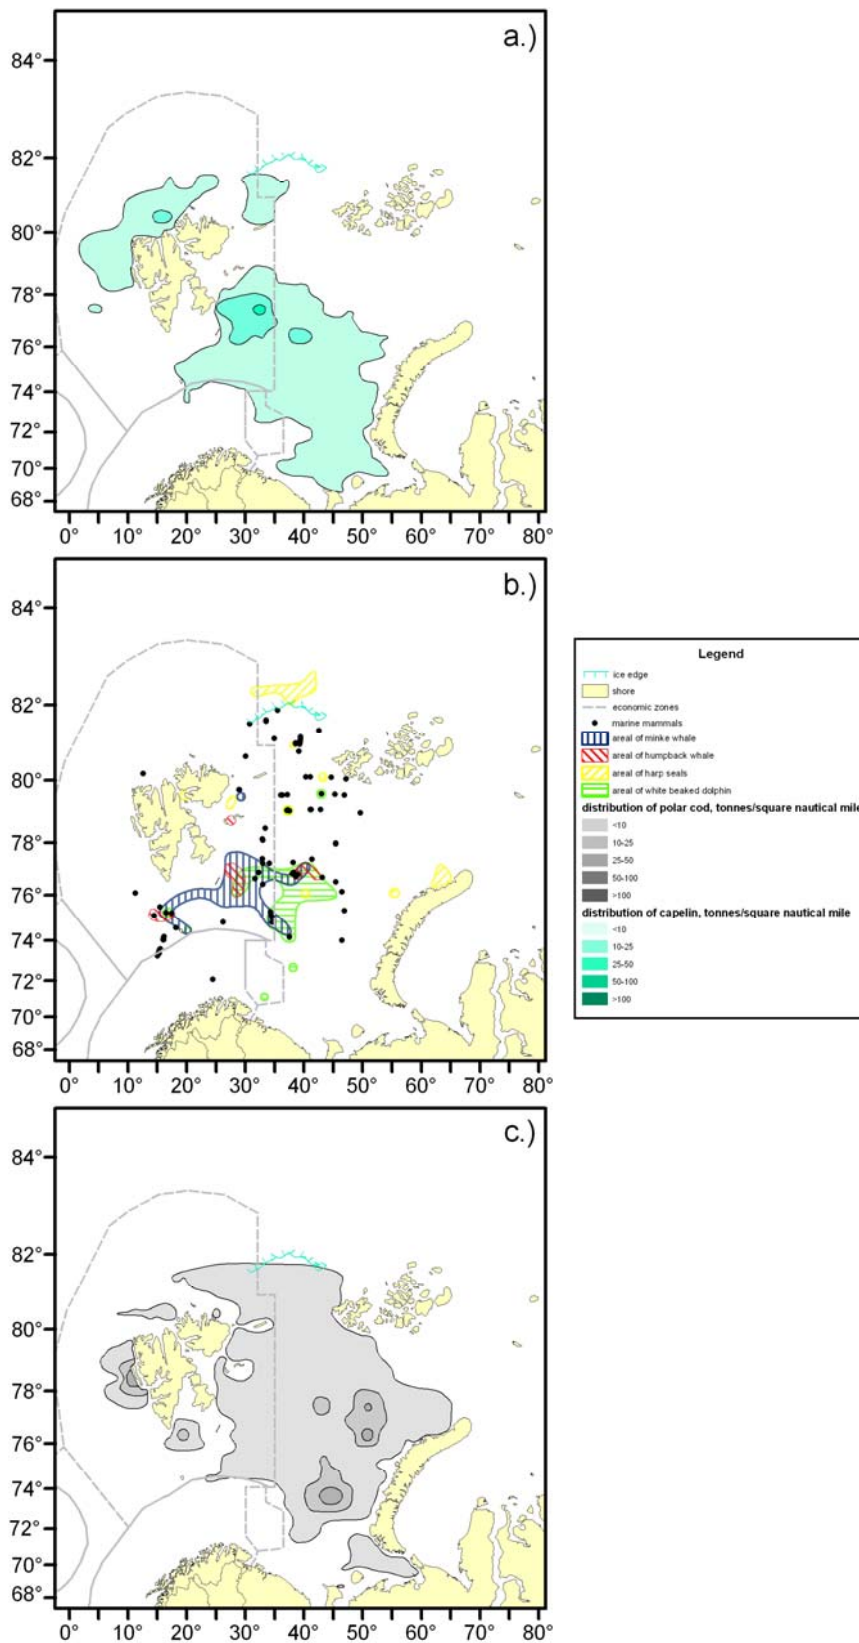 a.)
84°
82°
80°
78°
76°
74°
72°
70°
68°
0° 10° 20° 30° 40° 50° 60° 70° 80°
b.)
84°
82°
80°
78°
76°
74°
72°
70°
68°
0° 10° 20° 30° 40° 50° 60° 70° 80°
Legend
ice edge
shore
economic zones
marine mammals
area of minke whale
area of humpback whale
area of harp seals
area of white beaked dolphin
distribution of polar cod, tonnes/square nautical mile
<10
10-25
25-50
50-100
>100
distribution of capelin, tonnes/square nautical mile
<10
10-25
25-50
50-100
>100
c.)
84°
82°
80°
78°
76°
74°
72°
70°
68°
0° 10° 20° 30° 40° 50° 60° 70° 80°